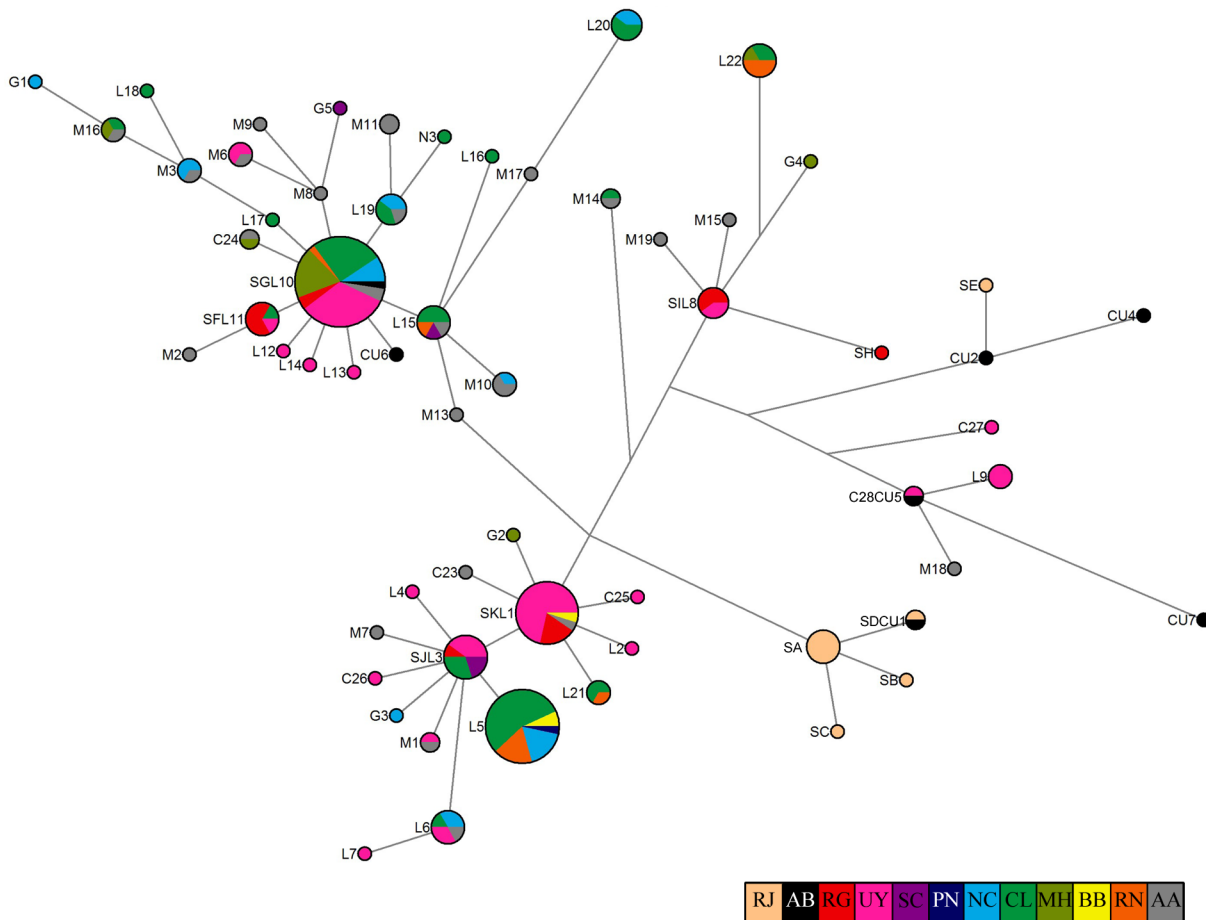 L20
L22
G1
L18
G5
M9
M11
M16
N3
M6
L16
G4
M3
M8
M17
M14
L19
L17
M15
C24
M19
SGL10
SE
SIL8
CU4
SFL11
L15
L12
M2
CU6
SH
CU2
L14
L13
M10
M13
C27
L9
C28CU5
G2
M18
C23
L4
C25
SKL1
SDCU1
CU7
M7
L2
SA
SJL3
C26
SB
L21
G3
L5
SC
M1
L6
L7
RJ AB RG UY SC PN NC CL MH BB RN AA